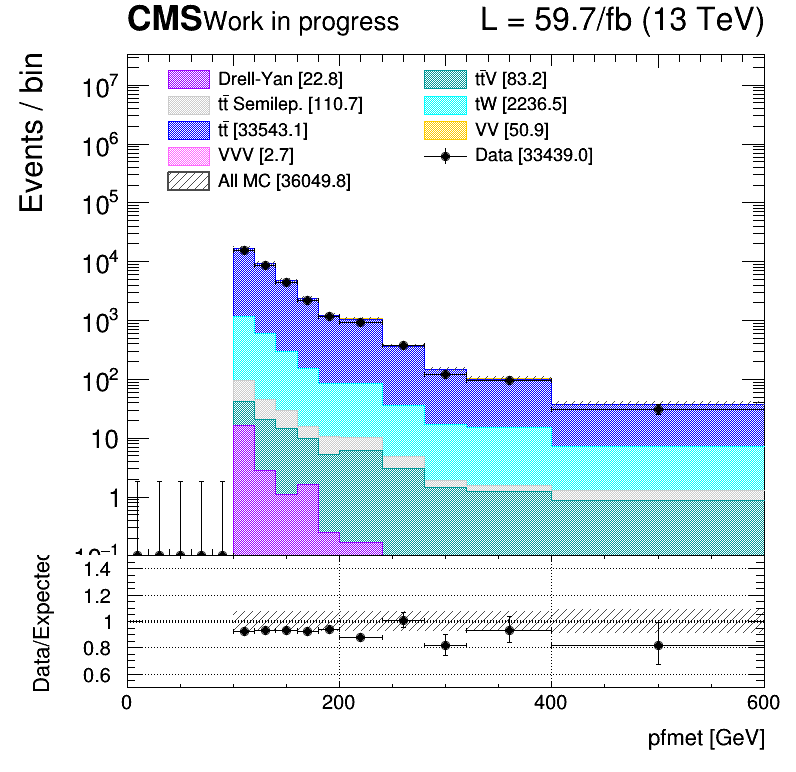 CMS Work in progress L = 59.7/fb (13 TeV)
Events / bin
Drell-Yan [22.8]
tt̄V [83.2]
tt̄ Semilep. [110.7]
tW [2236.5]
tt̄ [33543.1]
VV [50.9]
VVV [2.7]
Data [33439.0]
All MC [36049.8]
10⁷
10⁶
10⁵
10⁴
10³
10²
10
1
10⁻¹
Data/Expected
1.4
1.2
1
0.8
0.6
0 200 400 600
pfmet [GeV]